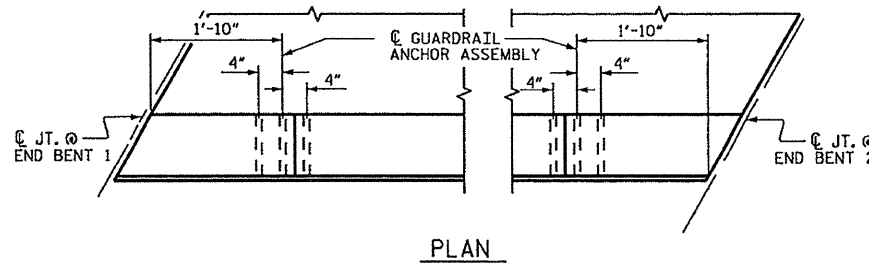 1'-10"
℄ GUARDRAIL
ANCHOR ASSEMBLY
1'-10"
4"
4"
4"
4"
℄ JT. @
END BENT 1
℄ JT. @
END BENT 2
PLAN